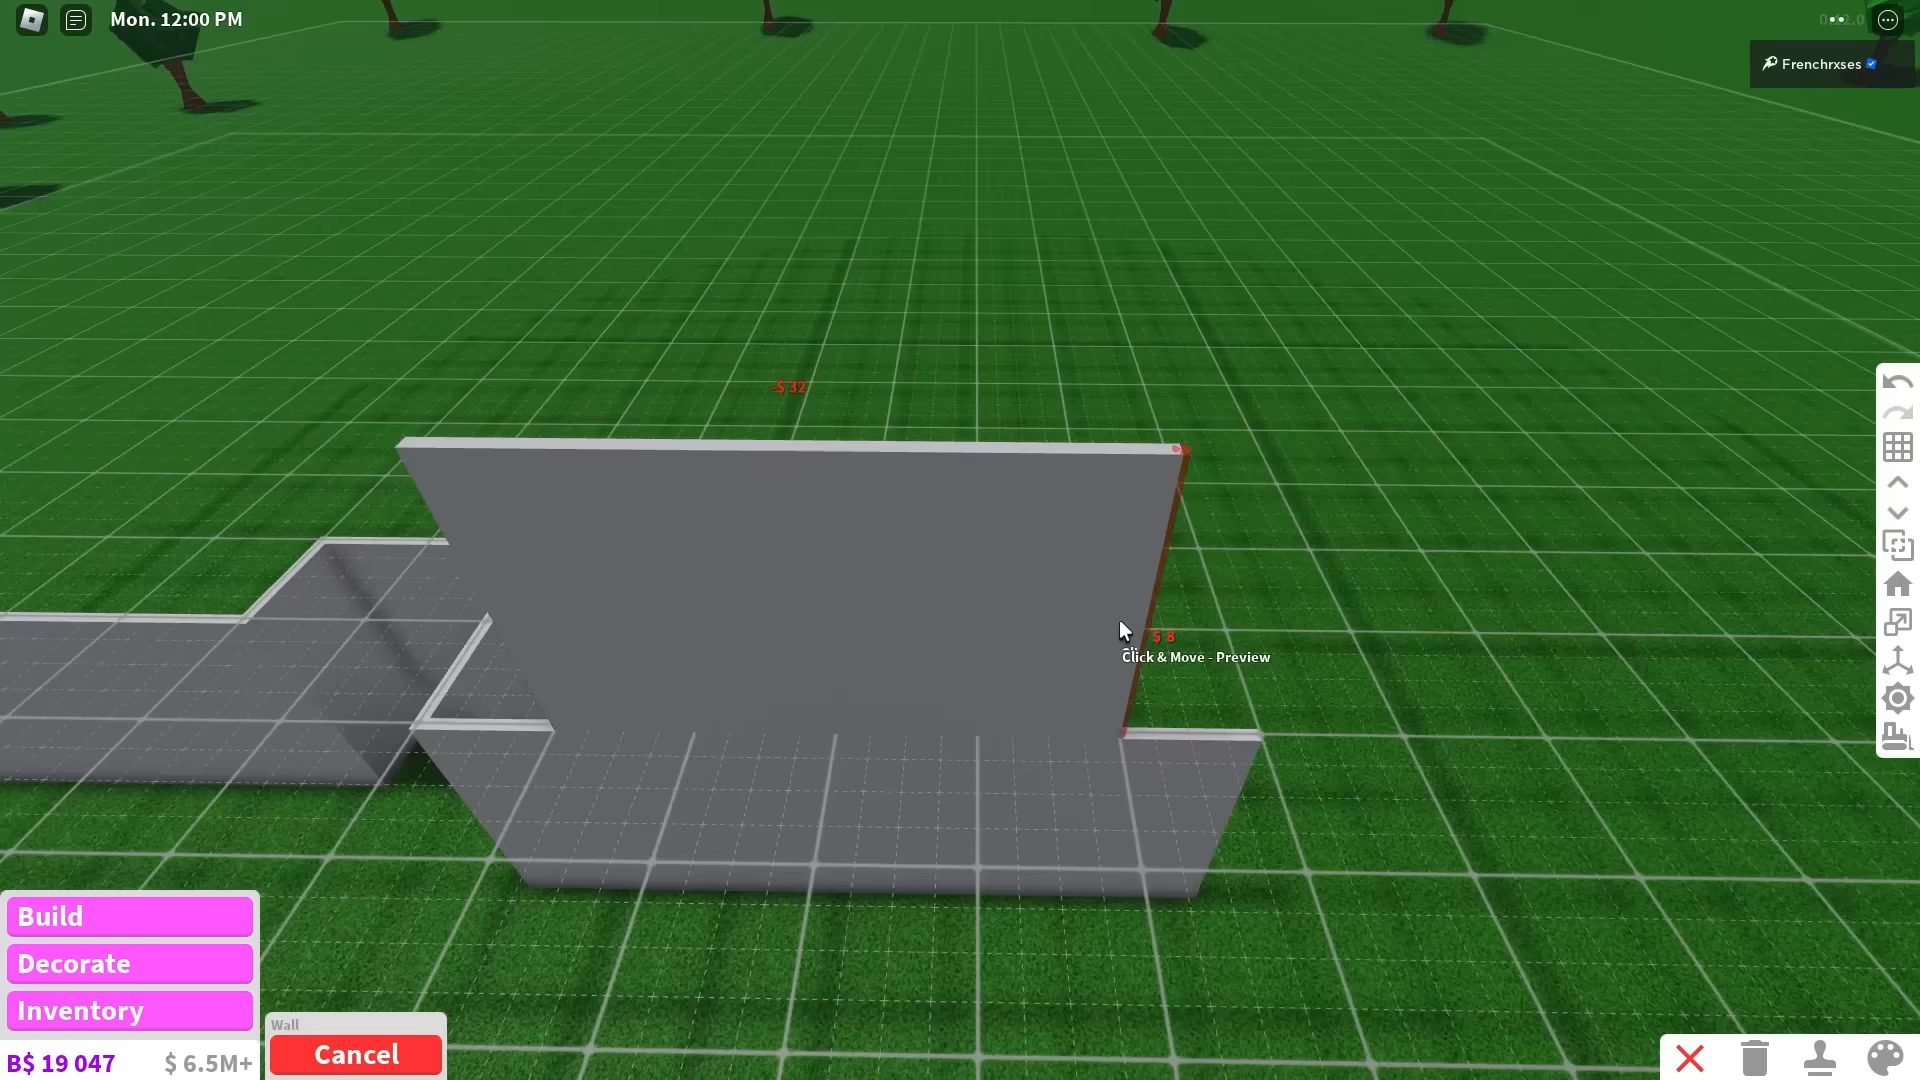 Mon. 12:00 PM
Frenchrxses
-$ 32
$ 8
Click & Move - Preview
Build
Decorate
Inventory
Wall
Cancel
B$ 19 047
$ 6.5M+